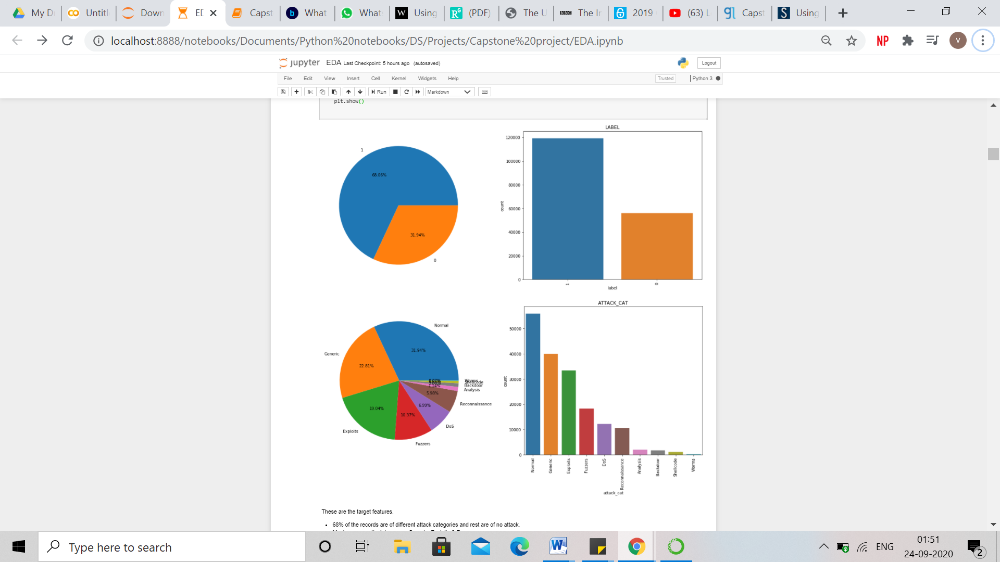 My D
Untitl
Down
ED
Capst
What
What
Using
(PDF)
The U
BBC
The Ir
2019
(63) L
Capst
Using
localhost:8888/notebooks/Documents/Python%20notebooks/DS/Projects/Capstone%20project/EDA.ipynb
NP
V
jupyter EDA Last Checkpoint: 5 hours ago (autosaved)
Logout
File Edit View Insert Cell Kernel Widgets Help
Trusted
Python 3
Run
Markdown
plt.show()
1
68.06%
31.94%
0
LABEL
120000
100000
80000
60000
40000
20000
0
count
1
0
label
Normal
31.94%
Generic
22.81%
Exploits
19.04%
Fuzzers
10.37%
DoS
6.99%
Reconnaissance
5.98%
Analysis
1.14%
Backdoor
Shellcode
Worms
ATTACK_CAT
50000
40000
30000
20000
10000
0
count
Normal
Generic
Exploits
Fuzzers
DoS
Reconnaissance
Analysis
Backdoor
Shellcode
Worms
attack_cat
These are the target features.
68% of the records are of different attack categories and rest are of no attack.
Type here to search
ENG
01:51
24-09-2020
2